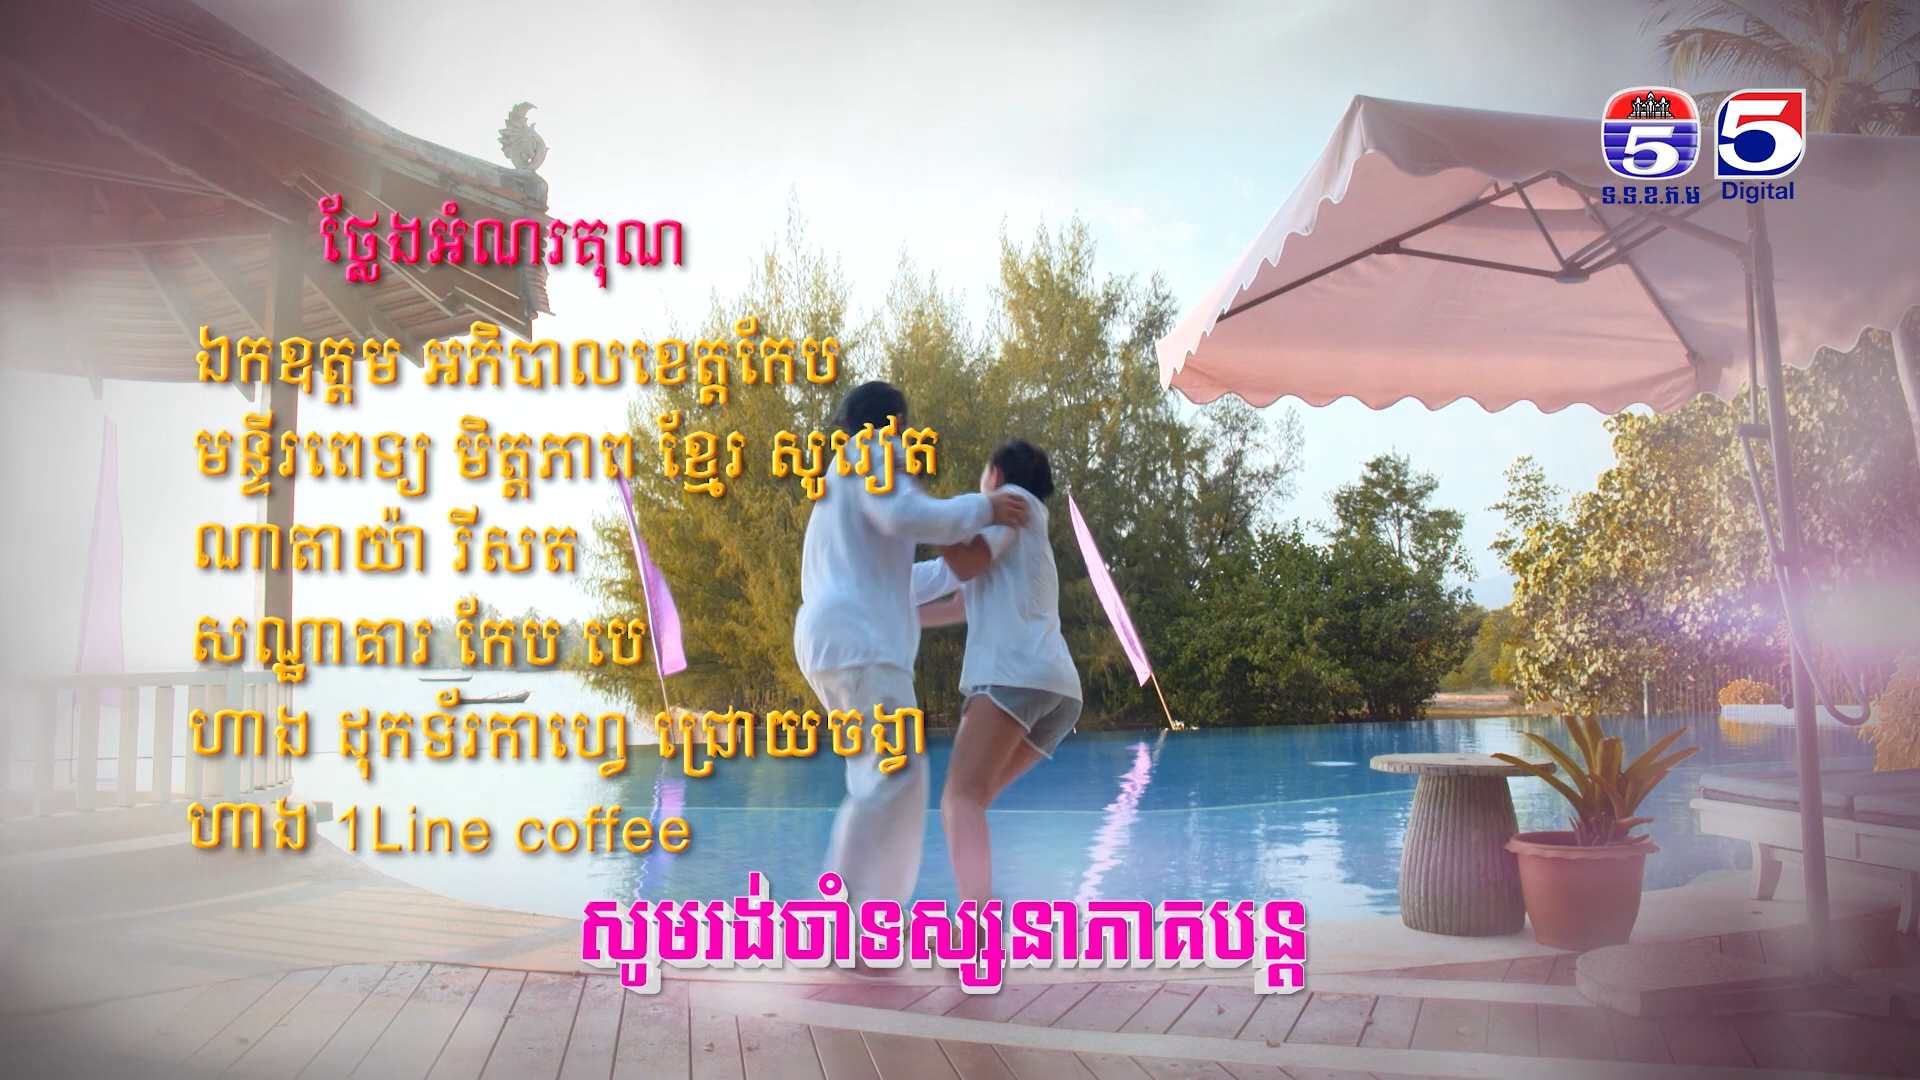 ទ.ទ.ខ.ភ.ម
5
5
Digital
ថ្លែងអំណរគុណ
ឯកឧត្តម អភិបាលខេត្តកែប
មន្ទីរពេទ្យ មិត្តភាព ខ្មែរ សូវៀត
ណាតាយ៉ា រីសត
សណ្ឋាគារ កែប បេ
ហាង ដុកទ័រកាហ្វេ ជ្រោយចង្វា
ហាង 1Line coffee
សូមរង់ចាំទស្សនាភាគបន្ត